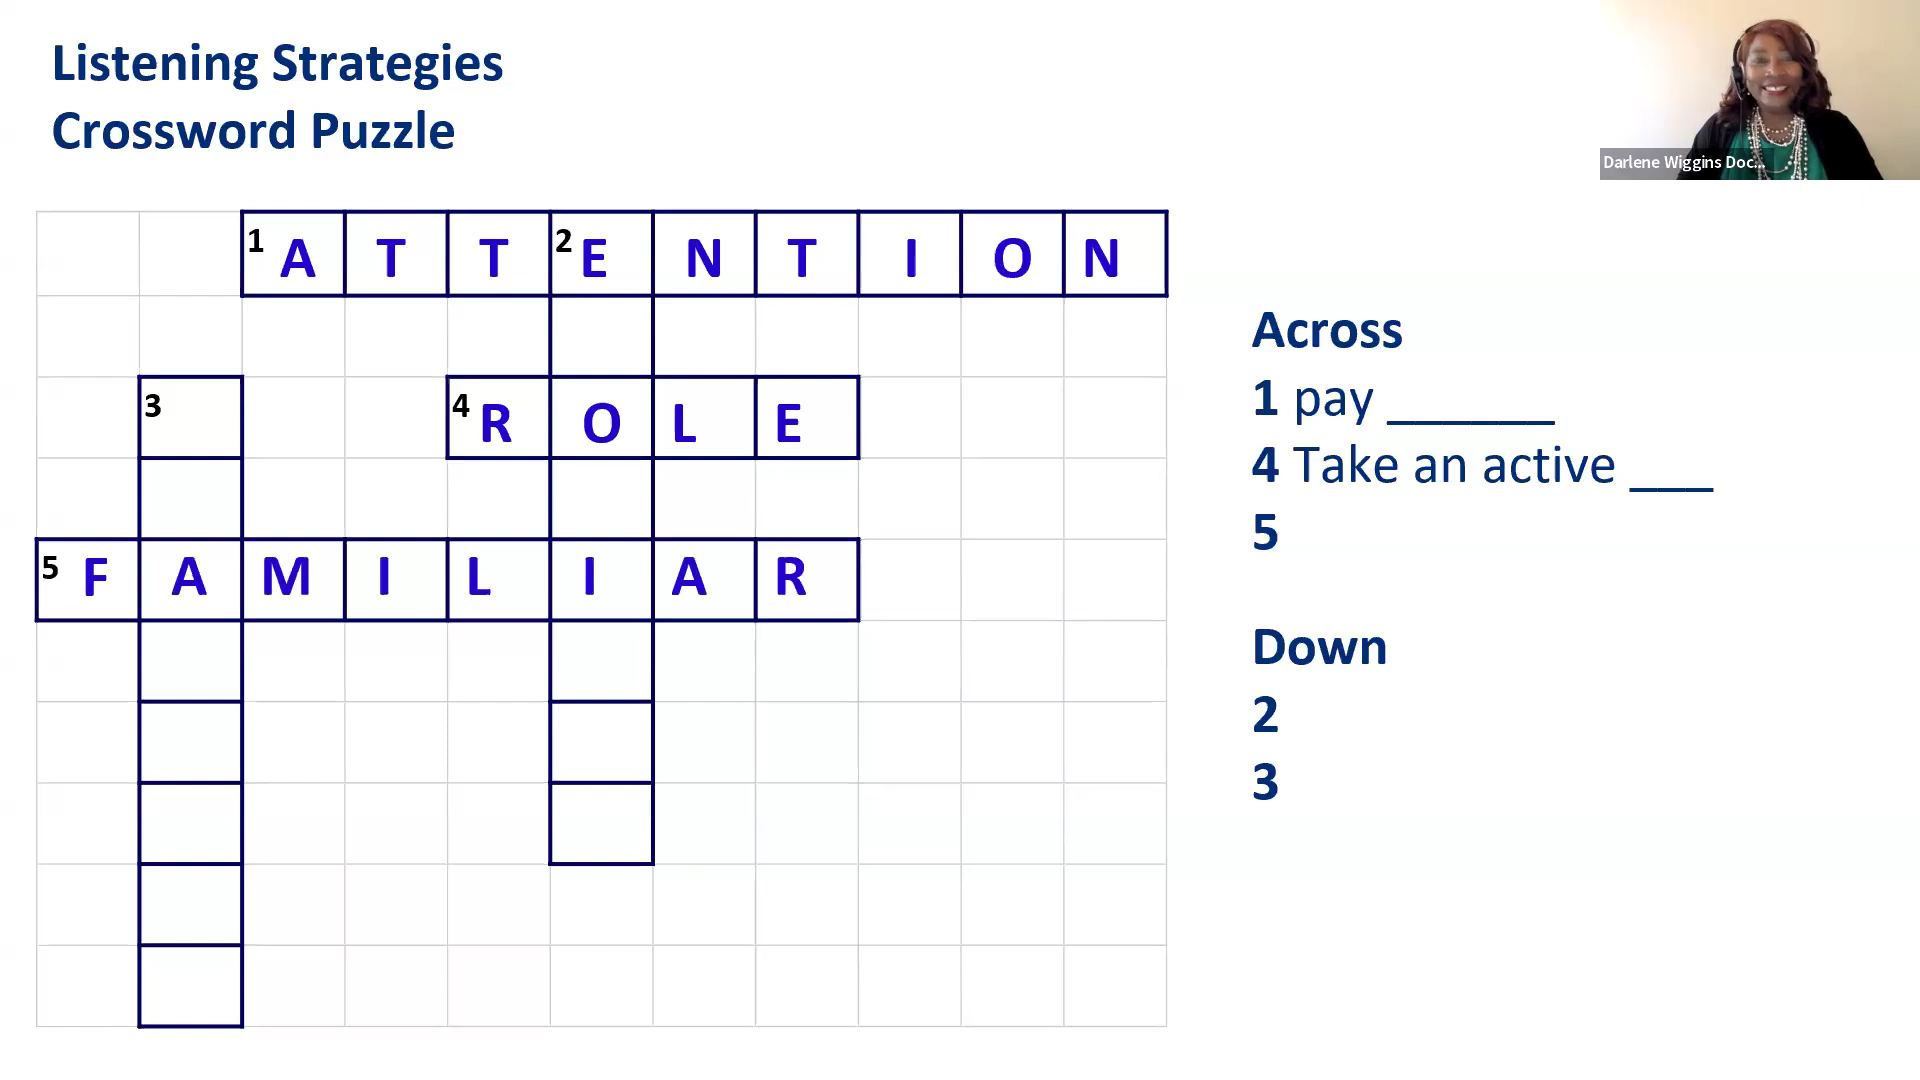 Listening Strategies
Crossword Puzzle
Darlene Wiggins Doc...
1 A T T 2 E N T I O N
3 4 R O L E
5 F A M I L I A R
Across
1 pay ______
4 Take an active ___
5
Down
2
3